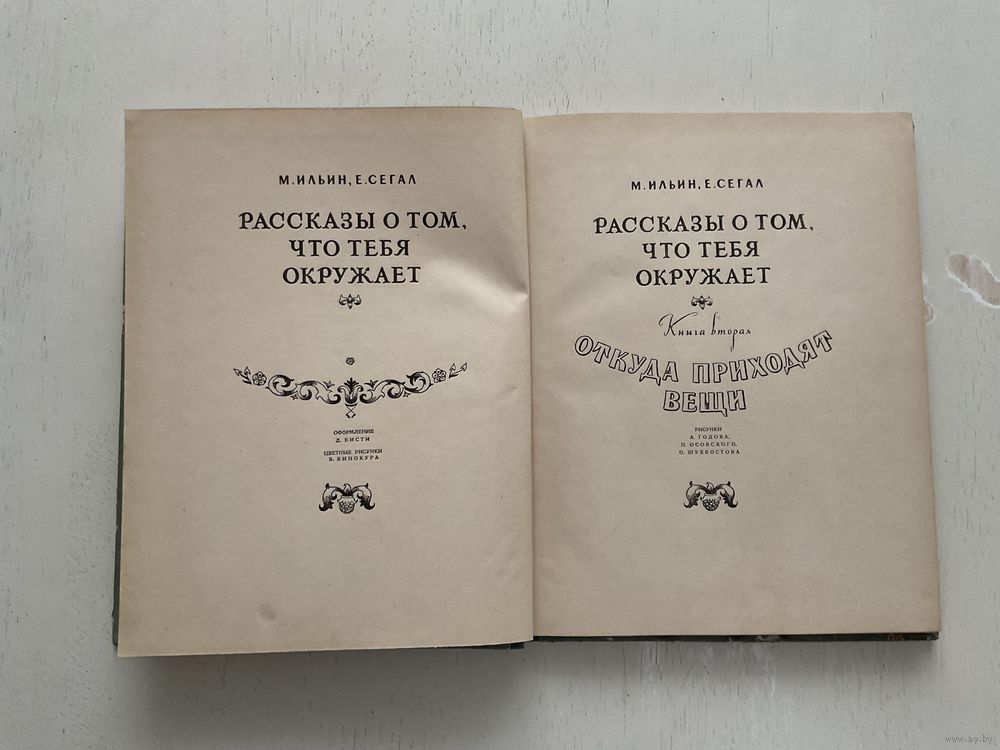 М. ИЛЬИН, Е. СЕГАЛ
РАССКАЗЫ О ТОМ,
ЧТО ТЕБЯ
ОКРУЖАЕТ
ОФОРМЛЕНИЕ
Д. БИСТИ
ЦВЕТНЫЕ РИСУНКИ
В. ВИНОКУРА
М. ИЛЬИН, Е. СЕГАЛ
РАССКАЗЫ О ТОМ,
ЧТО ТЕБЯ
ОКРУЖАЕТ
Книга вторая
ОТКУДА ПРИХОДЯТ
ВЕЩИ
РИСУНКИ
А. ГОДОВА,
П. ОСОВСКОГО,
О. ШУХВОСТОВА
www.ay.by